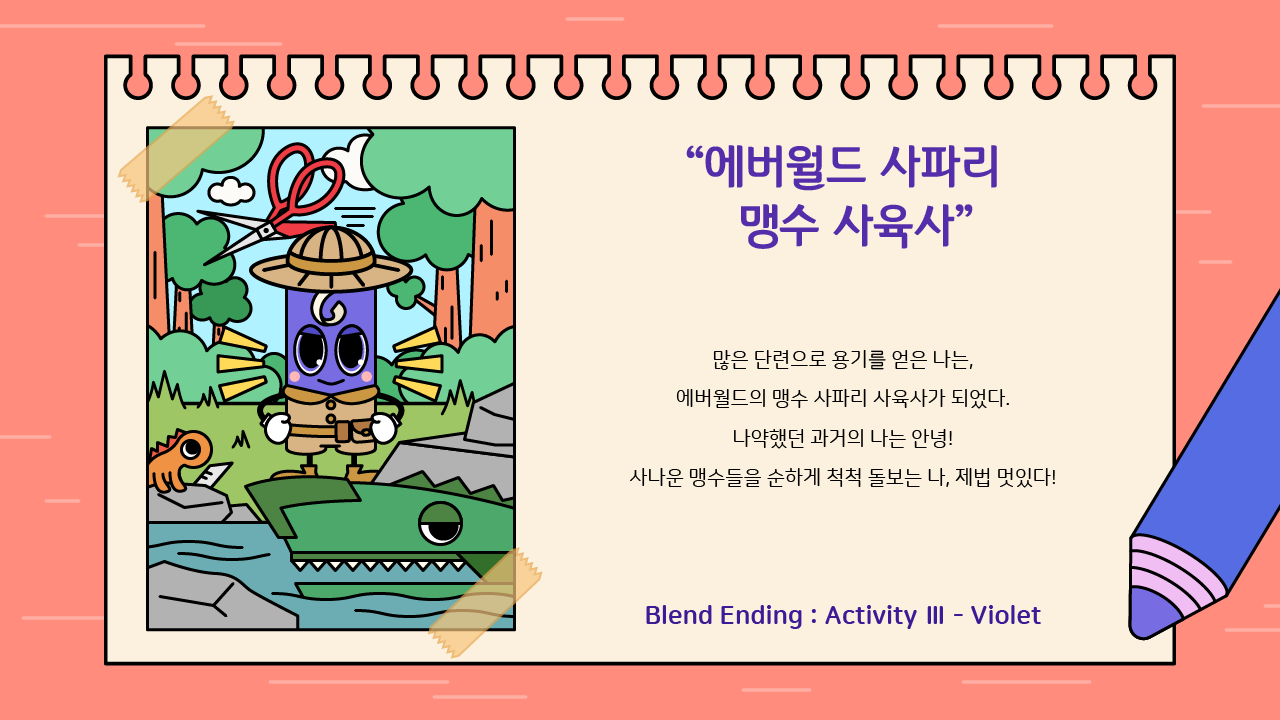 “에버월드 사파리
맹수 사육사”
많은 단련으로 용기를 얻은 나는,
에버월드의 맹수 사파리 사육사가 되었다.
나약했던 과거의 나는 안녕!
사나운 맹수들을 순하게 척척 돌보는 나, 제법 멋있다!
Blend Ending : Activity Ⅲ - Violet